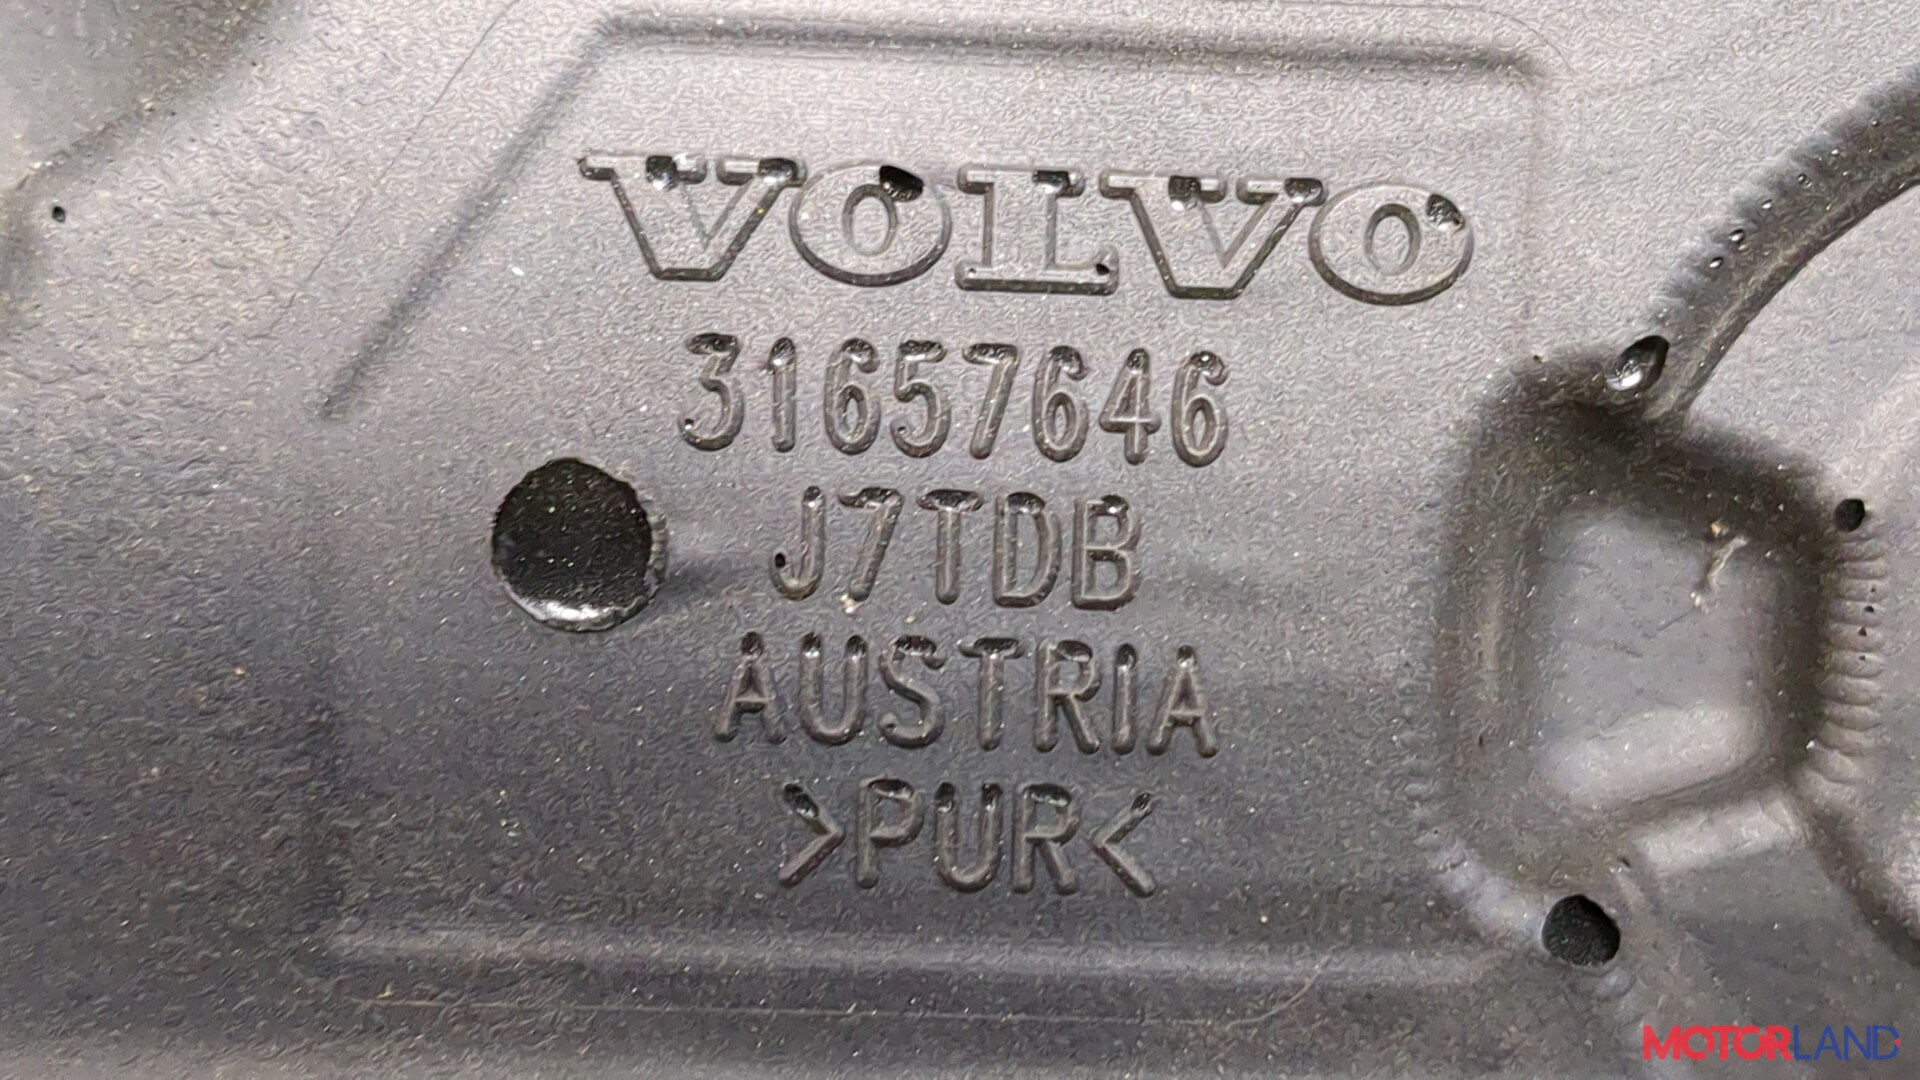 VOLVO
31657646
J7TDB
AUSTRIA
>PUR<
MOTORLAND